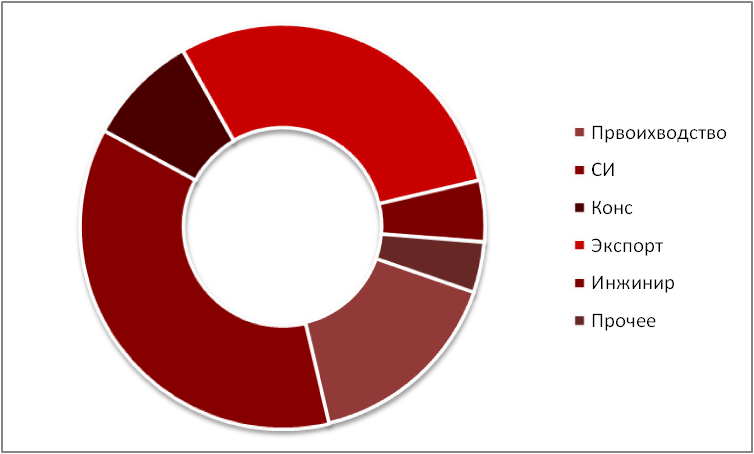 Првоихводство
СИ
Конс
Экспорт
Инжинир
Прочее